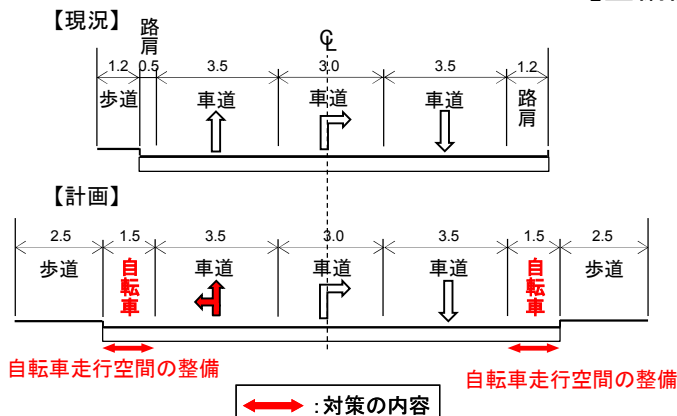 【現況】
路肩
℄
1.2 0.5 3.5 3.0 3.5 1.2
歩道 車道 車道 車道 路肩
【計画】
2.5 1.5 3.5 3.0 3.5 1.5 2.5
歩道 自転車 車道 車道 車道 自転車 歩道
自転車走行空間の整備 自転車走行空間の整備
:対策の内容